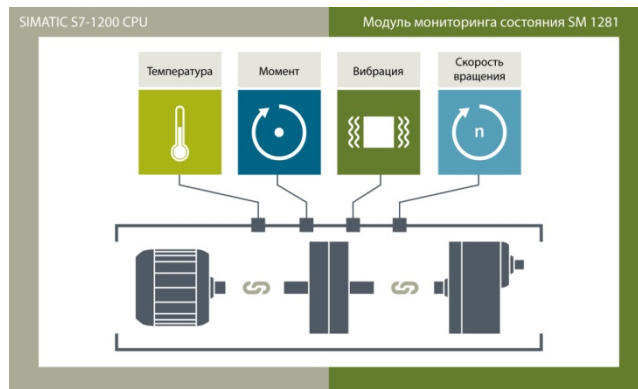 SIMATIC S7-1200 CPU
Модуль мониторинга состояния SM 1281
Температура
Момент
Вибрация
Скорость
вращения
n